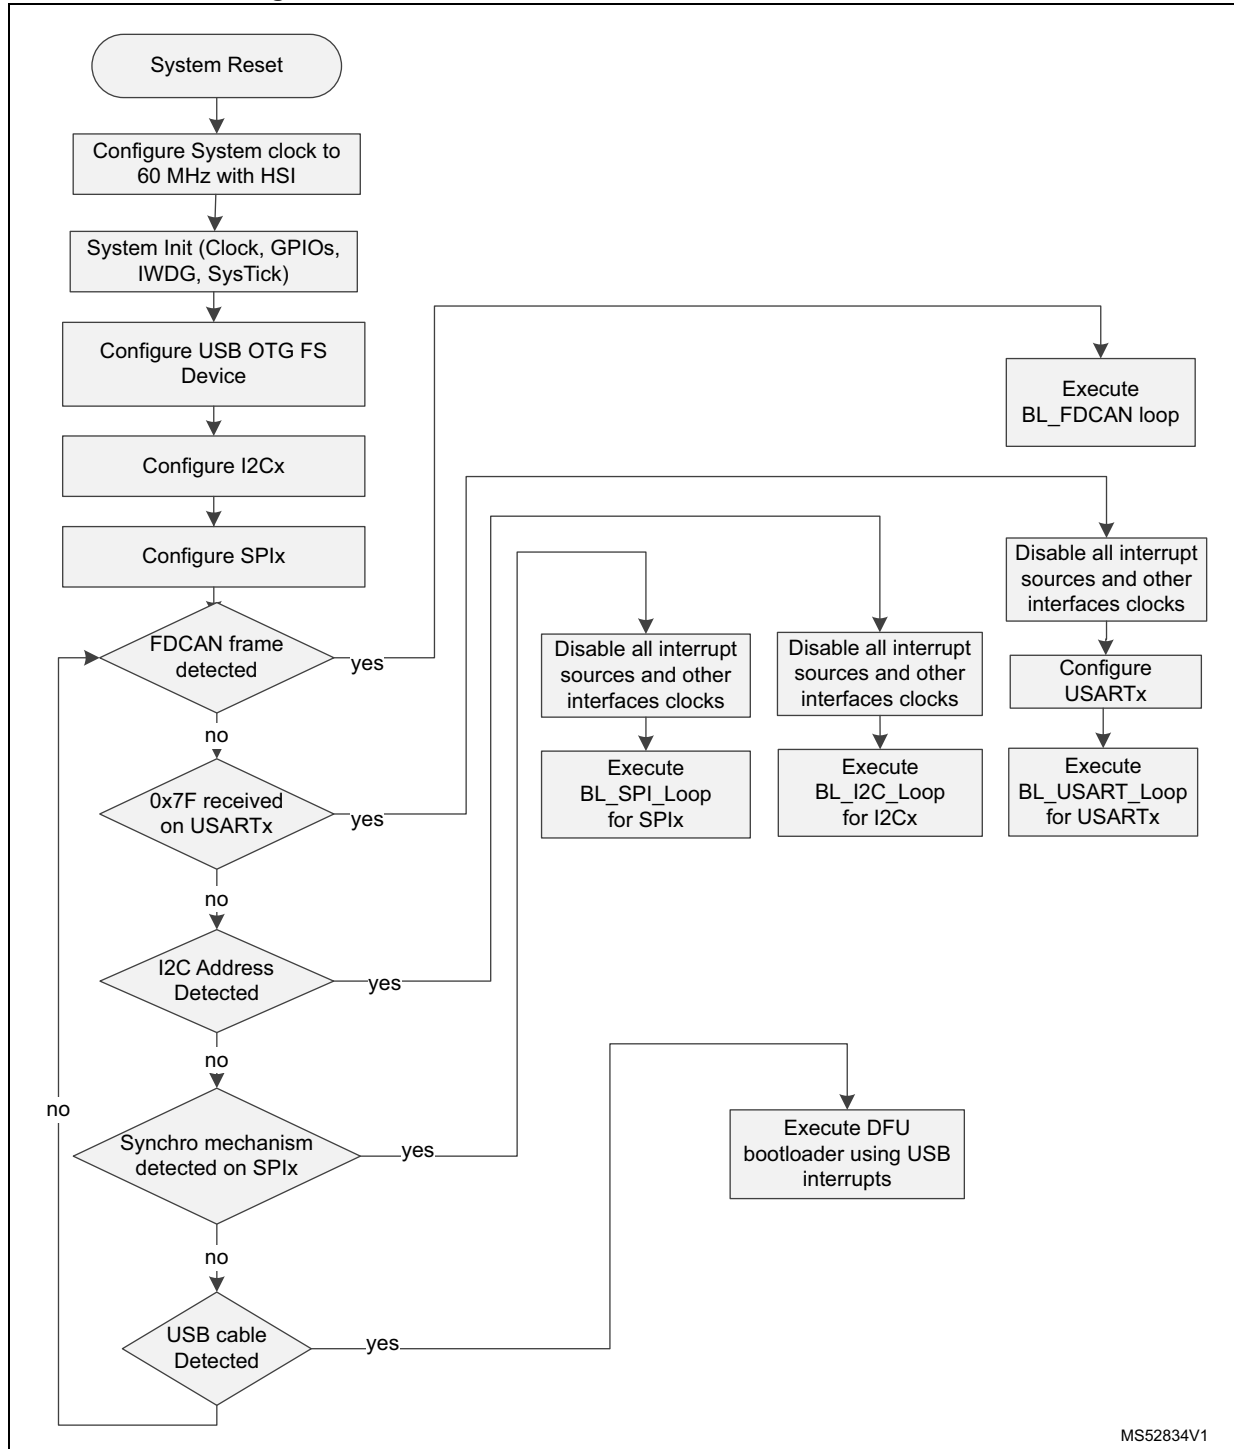 System Reset
Configure System clock to
60 MHz with HSI
System Init (Clock, GPIOs,
IWDG, SysTick)
Configure USB OTG FS
Device
Configure I2Cx
Configure SPIx
FDCAN frame
detected
yes
no
0x7F received
on USARTx
yes
no
I2C Address
Detected
yes
no
Synchro mechanism
detected on SPIx
yes
no
USB cable
Detected
yes
no
Execute
BL_FDCAN loop
Disable all interrupt
sources and other
interfaces clocks
Configure
USARTx
Execute
BL_USART_Loop
for USARTx
Disable all interrupt
sources and other
interfaces clocks
Execute
BL_I2C_Loop
for I2Cx
Disable all interrupt
sources and other
interfaces clocks
Execute
BL_SPI_Loop
for SPIx
Execute DFU
bootloader using USB
interrupts
MS52834V1